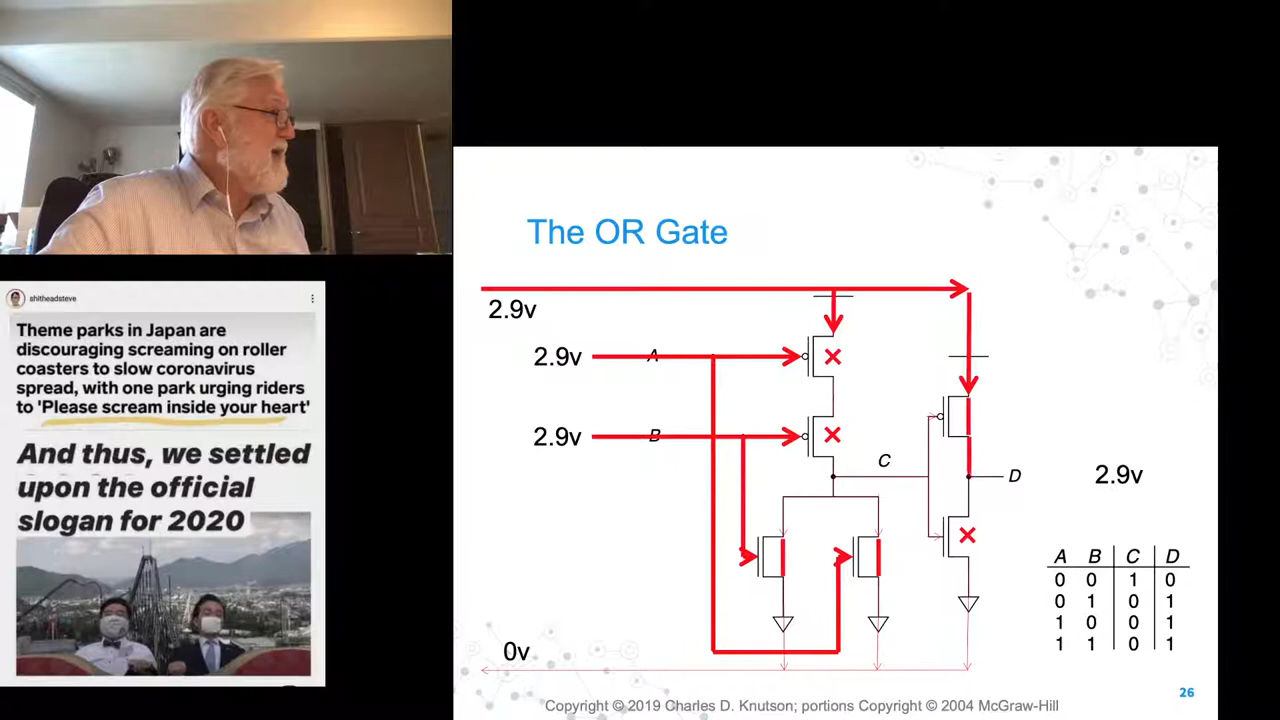 shitheadsteve
Theme parks in Japan are
discouraging screaming on roller
coasters to slow coronavirus
spread, with one park urging riders
to 'Please scream inside your heart'
And thus, we settled
upon the official
slogan for 2020
The OR Gate
2.9v
2.9v A
2.9v B
C
D
2.9v
0v
A B C D
0 0 1 0
0 1 0 1
1 0 0 1
1 1 0 1
26
Copyright © 2019 Charles D. Knutson; portions Copyright © 2004 McGraw-Hill